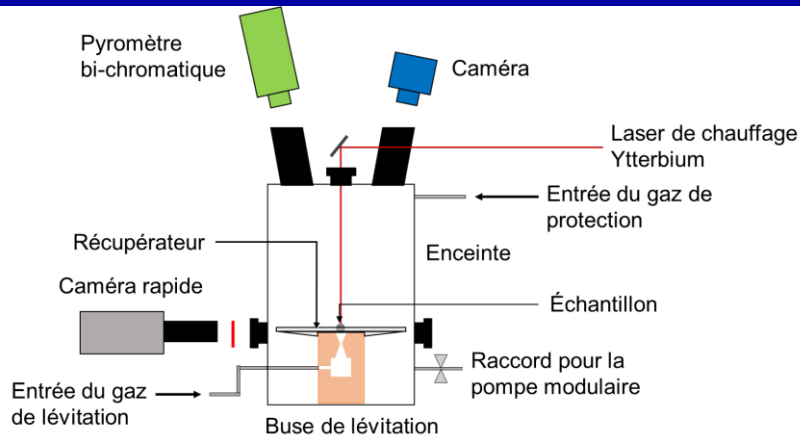 Pyromètre
bi-chromatique
Caméra
Laser de chauffage
Ytterbium
Entrée du gaz de
protection
Récupérateur
Enceinte
Caméra rapide
Échantillon
Raccord pour la
pompe modulaire
Entrée du gaz
de lévitation
Buse de lévitation